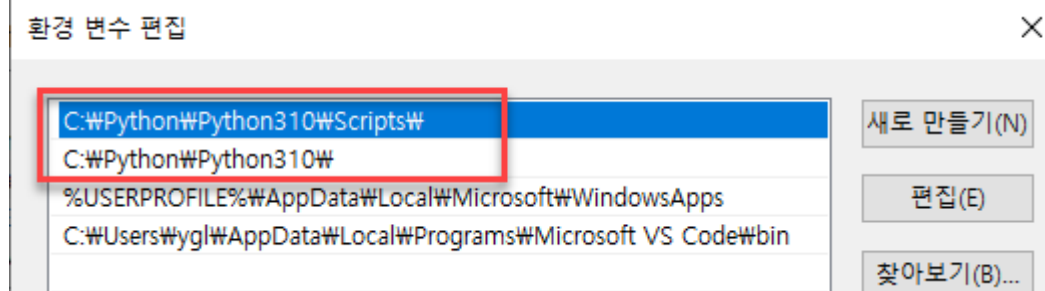 환경 변수 편집
C:₩Python₩Python310₩Scripts₩
새로 만들기(N)
C:₩Python₩Python310₩
%USERPROFILE%₩AppData₩Local₩Microsoft₩WindowsApps
편집(E)
C:₩Users₩ygl₩AppData₩Local₩Programs₩Microsoft VS Code₩bin
찾아보기(B)...